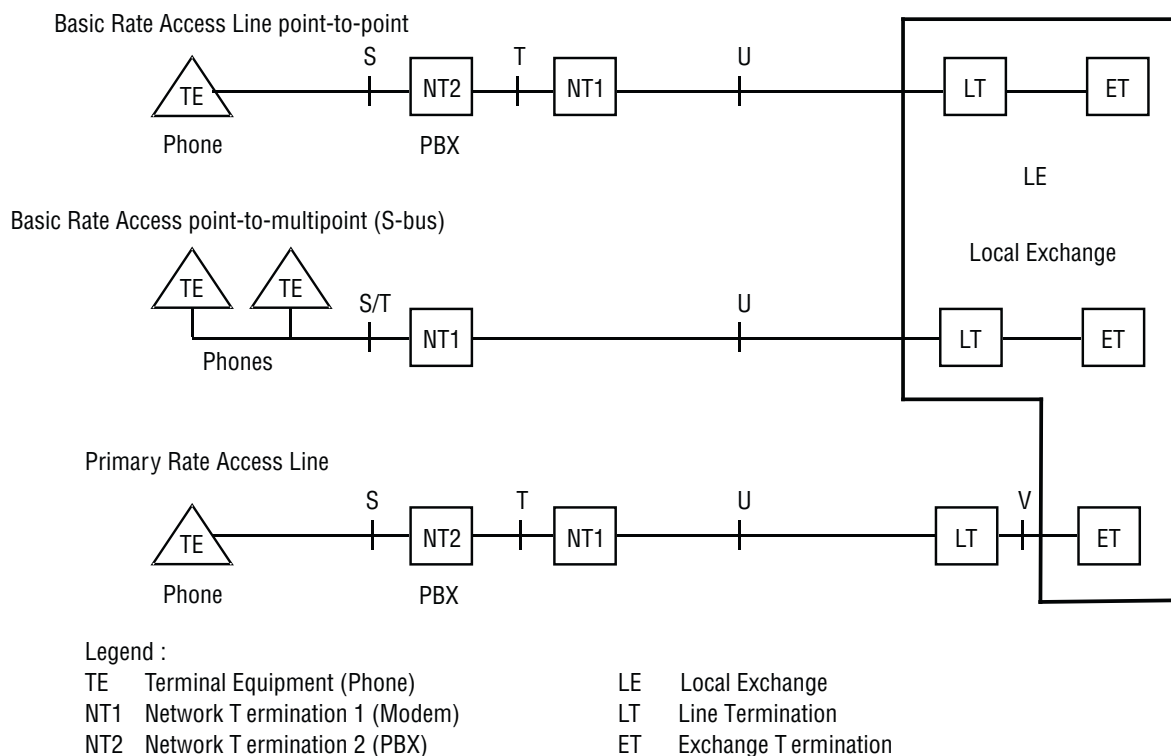 Basic Rate Access Line point-to-point
S T U
TE NT2 NT1 LT ET
Phone PBX
LE
Basic Rate Access point-to-multipoint (S-bus)
Local Exchange
TE TE
S/T U
NT1 LT ET
Phones
Primary Rate Access Line
S T U V
TE NT2 NT1 LT ET
Phone PBX
Legend :
TE Terminal Equipment (Phone) LE Local Exchange
NT1 Network T ermination 1 (Modem) LT Line Termination
NT2 Network T ermination 2 (PBX) ET Exchange T ermination